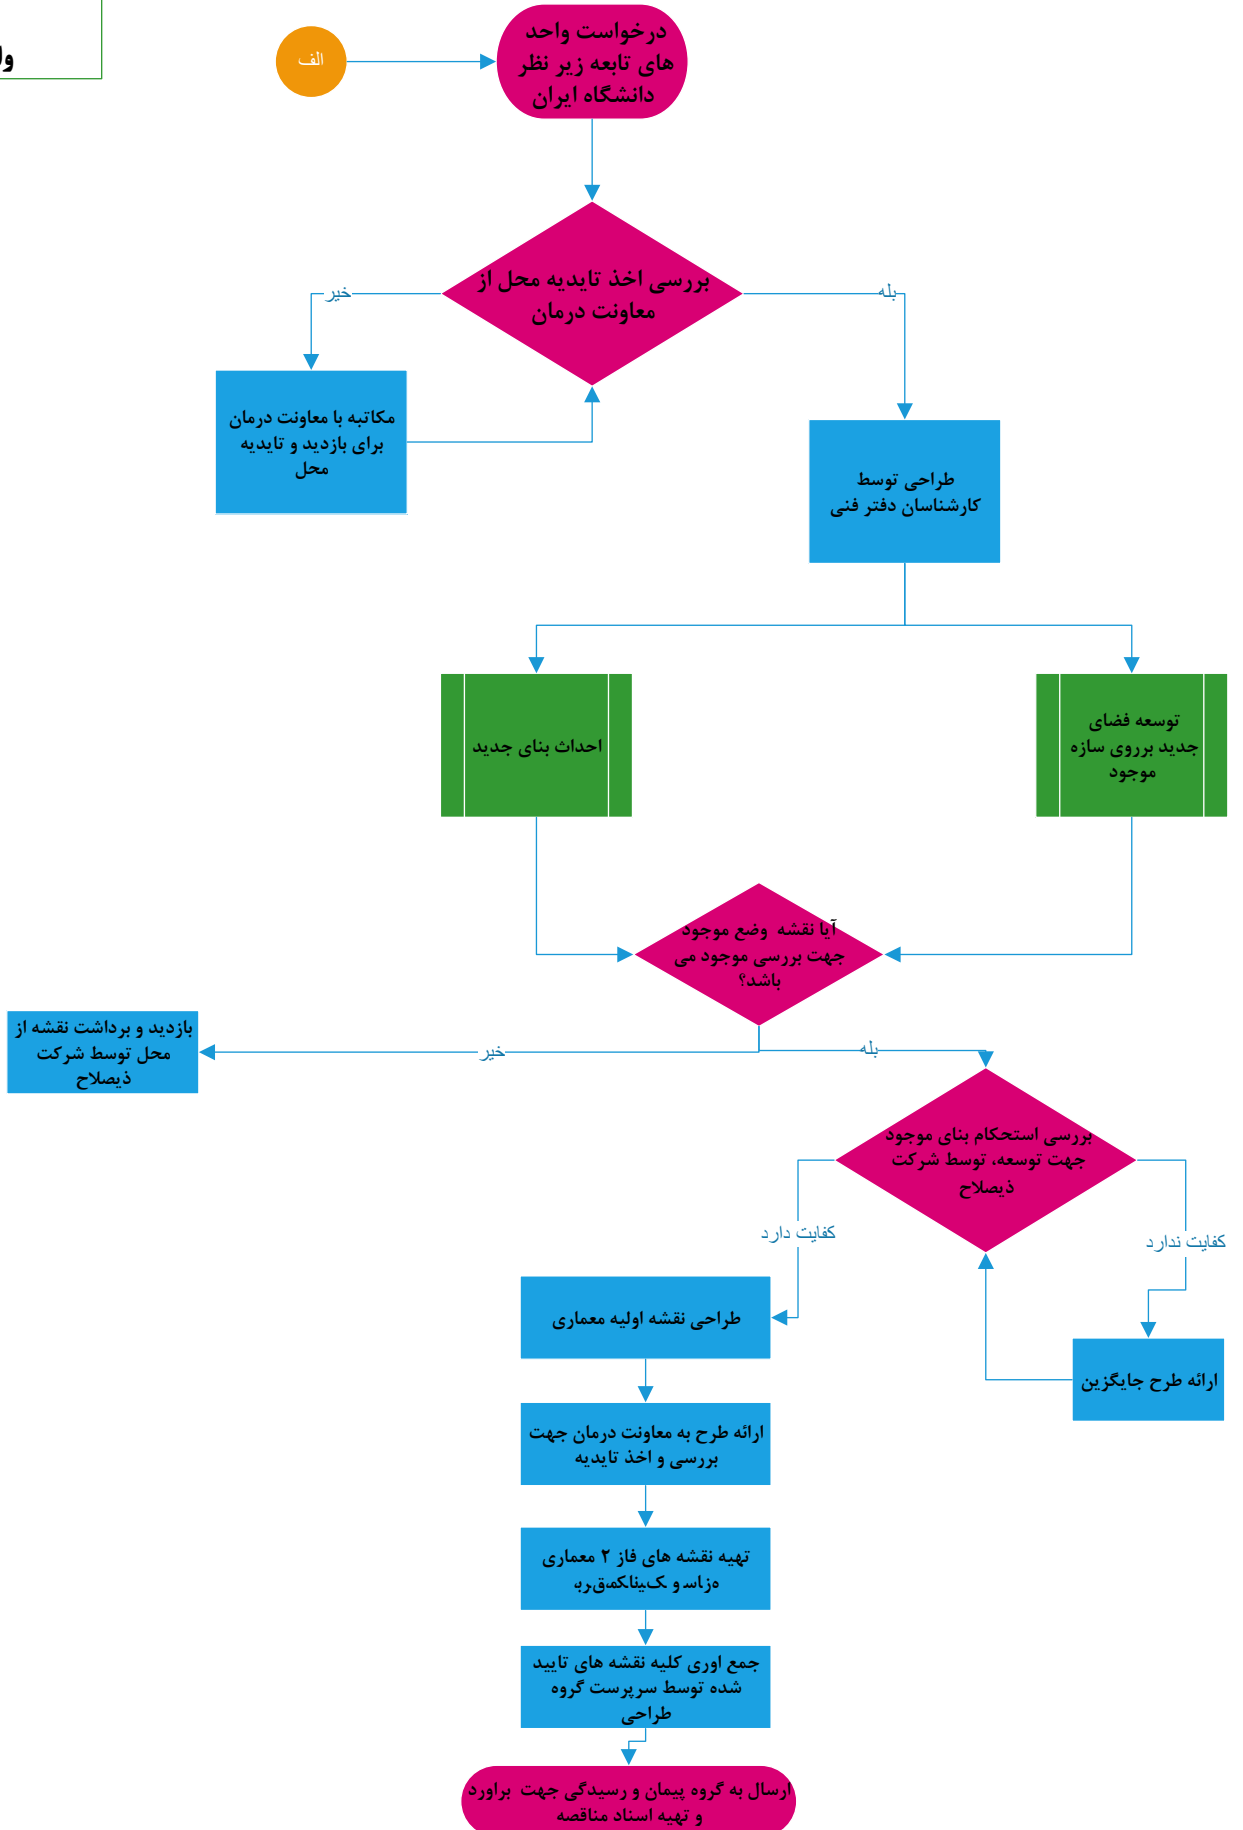 الف
درخواست واحد
های تابعه زیر نظر
دانشگاه ایران
بررسی اخذ تایدیه محل از
معاونت درمان
خیر
بله
مکاتبه با معاونت درمان
برای بازدید و تایدیه
محل
طراحی توسط
کارشناسان دفتر فنی
احداث بنای جدید
توسعه فضای
جدید برروی سازه
موجود
آیا نقشه وضع موجود
جهت بررسی موجود می
باشد؟
بازدید و برداشت نقشه از
محل توسط شرکت
ذیصلاح
خیر
بله
بررسی استحکام بنای موجود
جهت توسعه، توسط شرکت
ذیصلاح
کفایت دارد
کفایت ندارد
طراحی نقشه اولیه معماری
ارائه طرح جایگزین
ارائه طرح به معاونت درمان جهت
بررسی و اخذ تایدیه
تهیه نقشه های فاز ۲ معماری
هزاس و کیناکم،قرب
جمع اوری کلیه نقشه های تایید
شده توسط سرپرست گروه
طراحی
ارسال به گروه پیمان و رسیدگی جهت براورد
و تهیه اسناد مناقصه